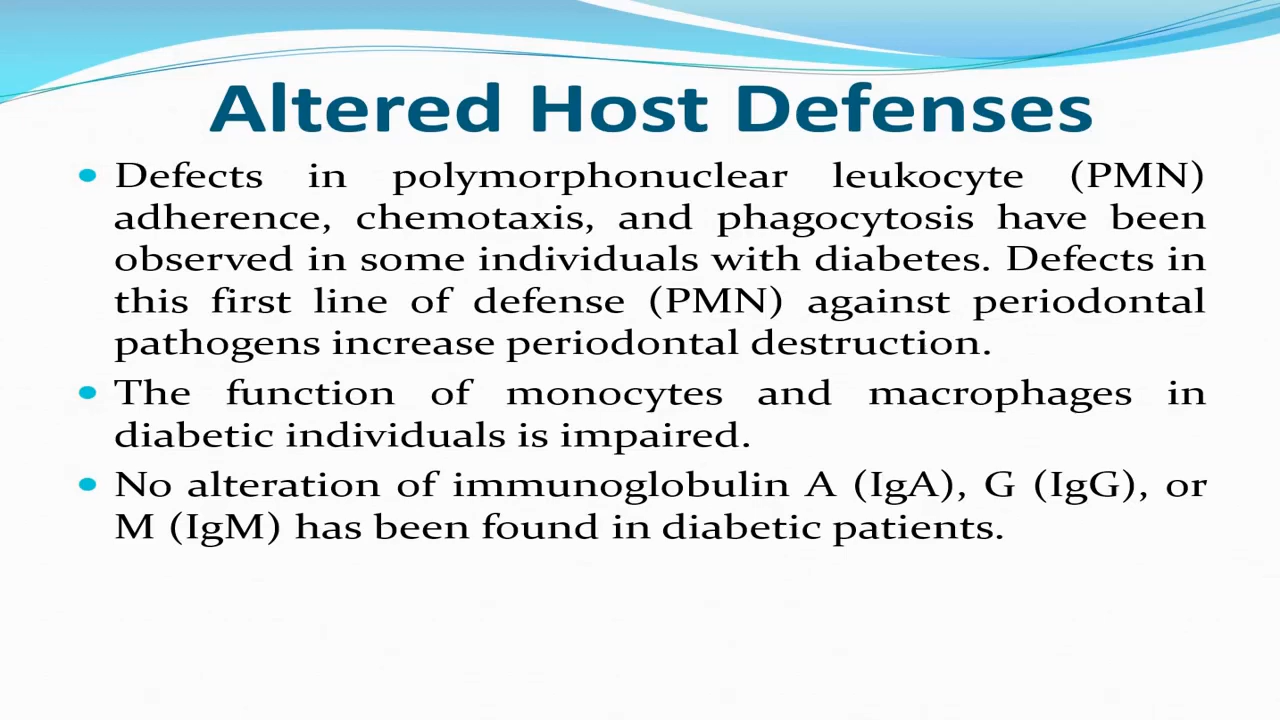 Altered Host Defenses
• Defects in polymorphonuclear leukocyte (PMN)
adherence, chemotaxis, and phagocytosis have been
observed in some individuals with diabetes. Defects in
this first line of defense (PMN) against periodontal
pathogens increase periodontal destruction.
• The function of monocytes and macrophages in
diabetic individuals is impaired.
• No alteration of immunoglobulin A (IgA), G (IgG), or
M (IgM) has been found in diabetic patients.